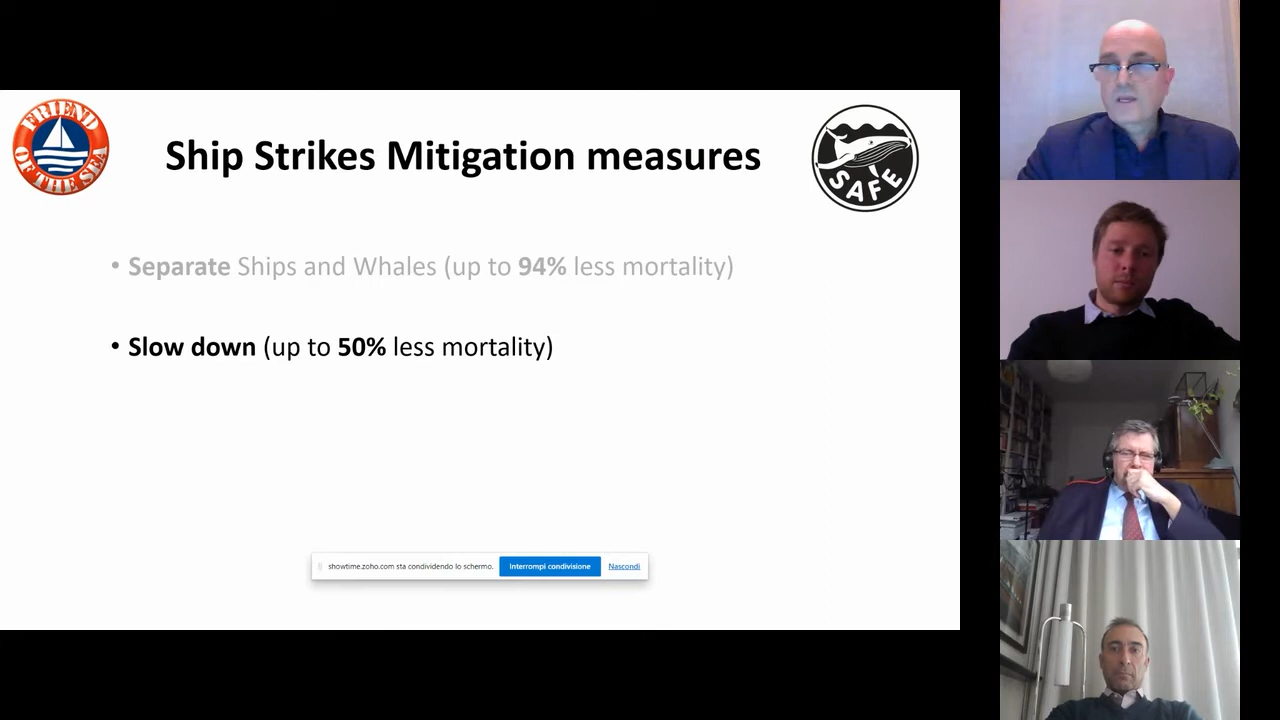 FRIEND
OF THE SEA
Ship Strikes Mitigation measures
SAFE
• Separate Ships and Whales (up to 94% less mortality)
• Slow down (up to 50% less mortality)
showtime.zoho.com sta condividendo lo schermo.
Interrompi condivisione
Nascondi